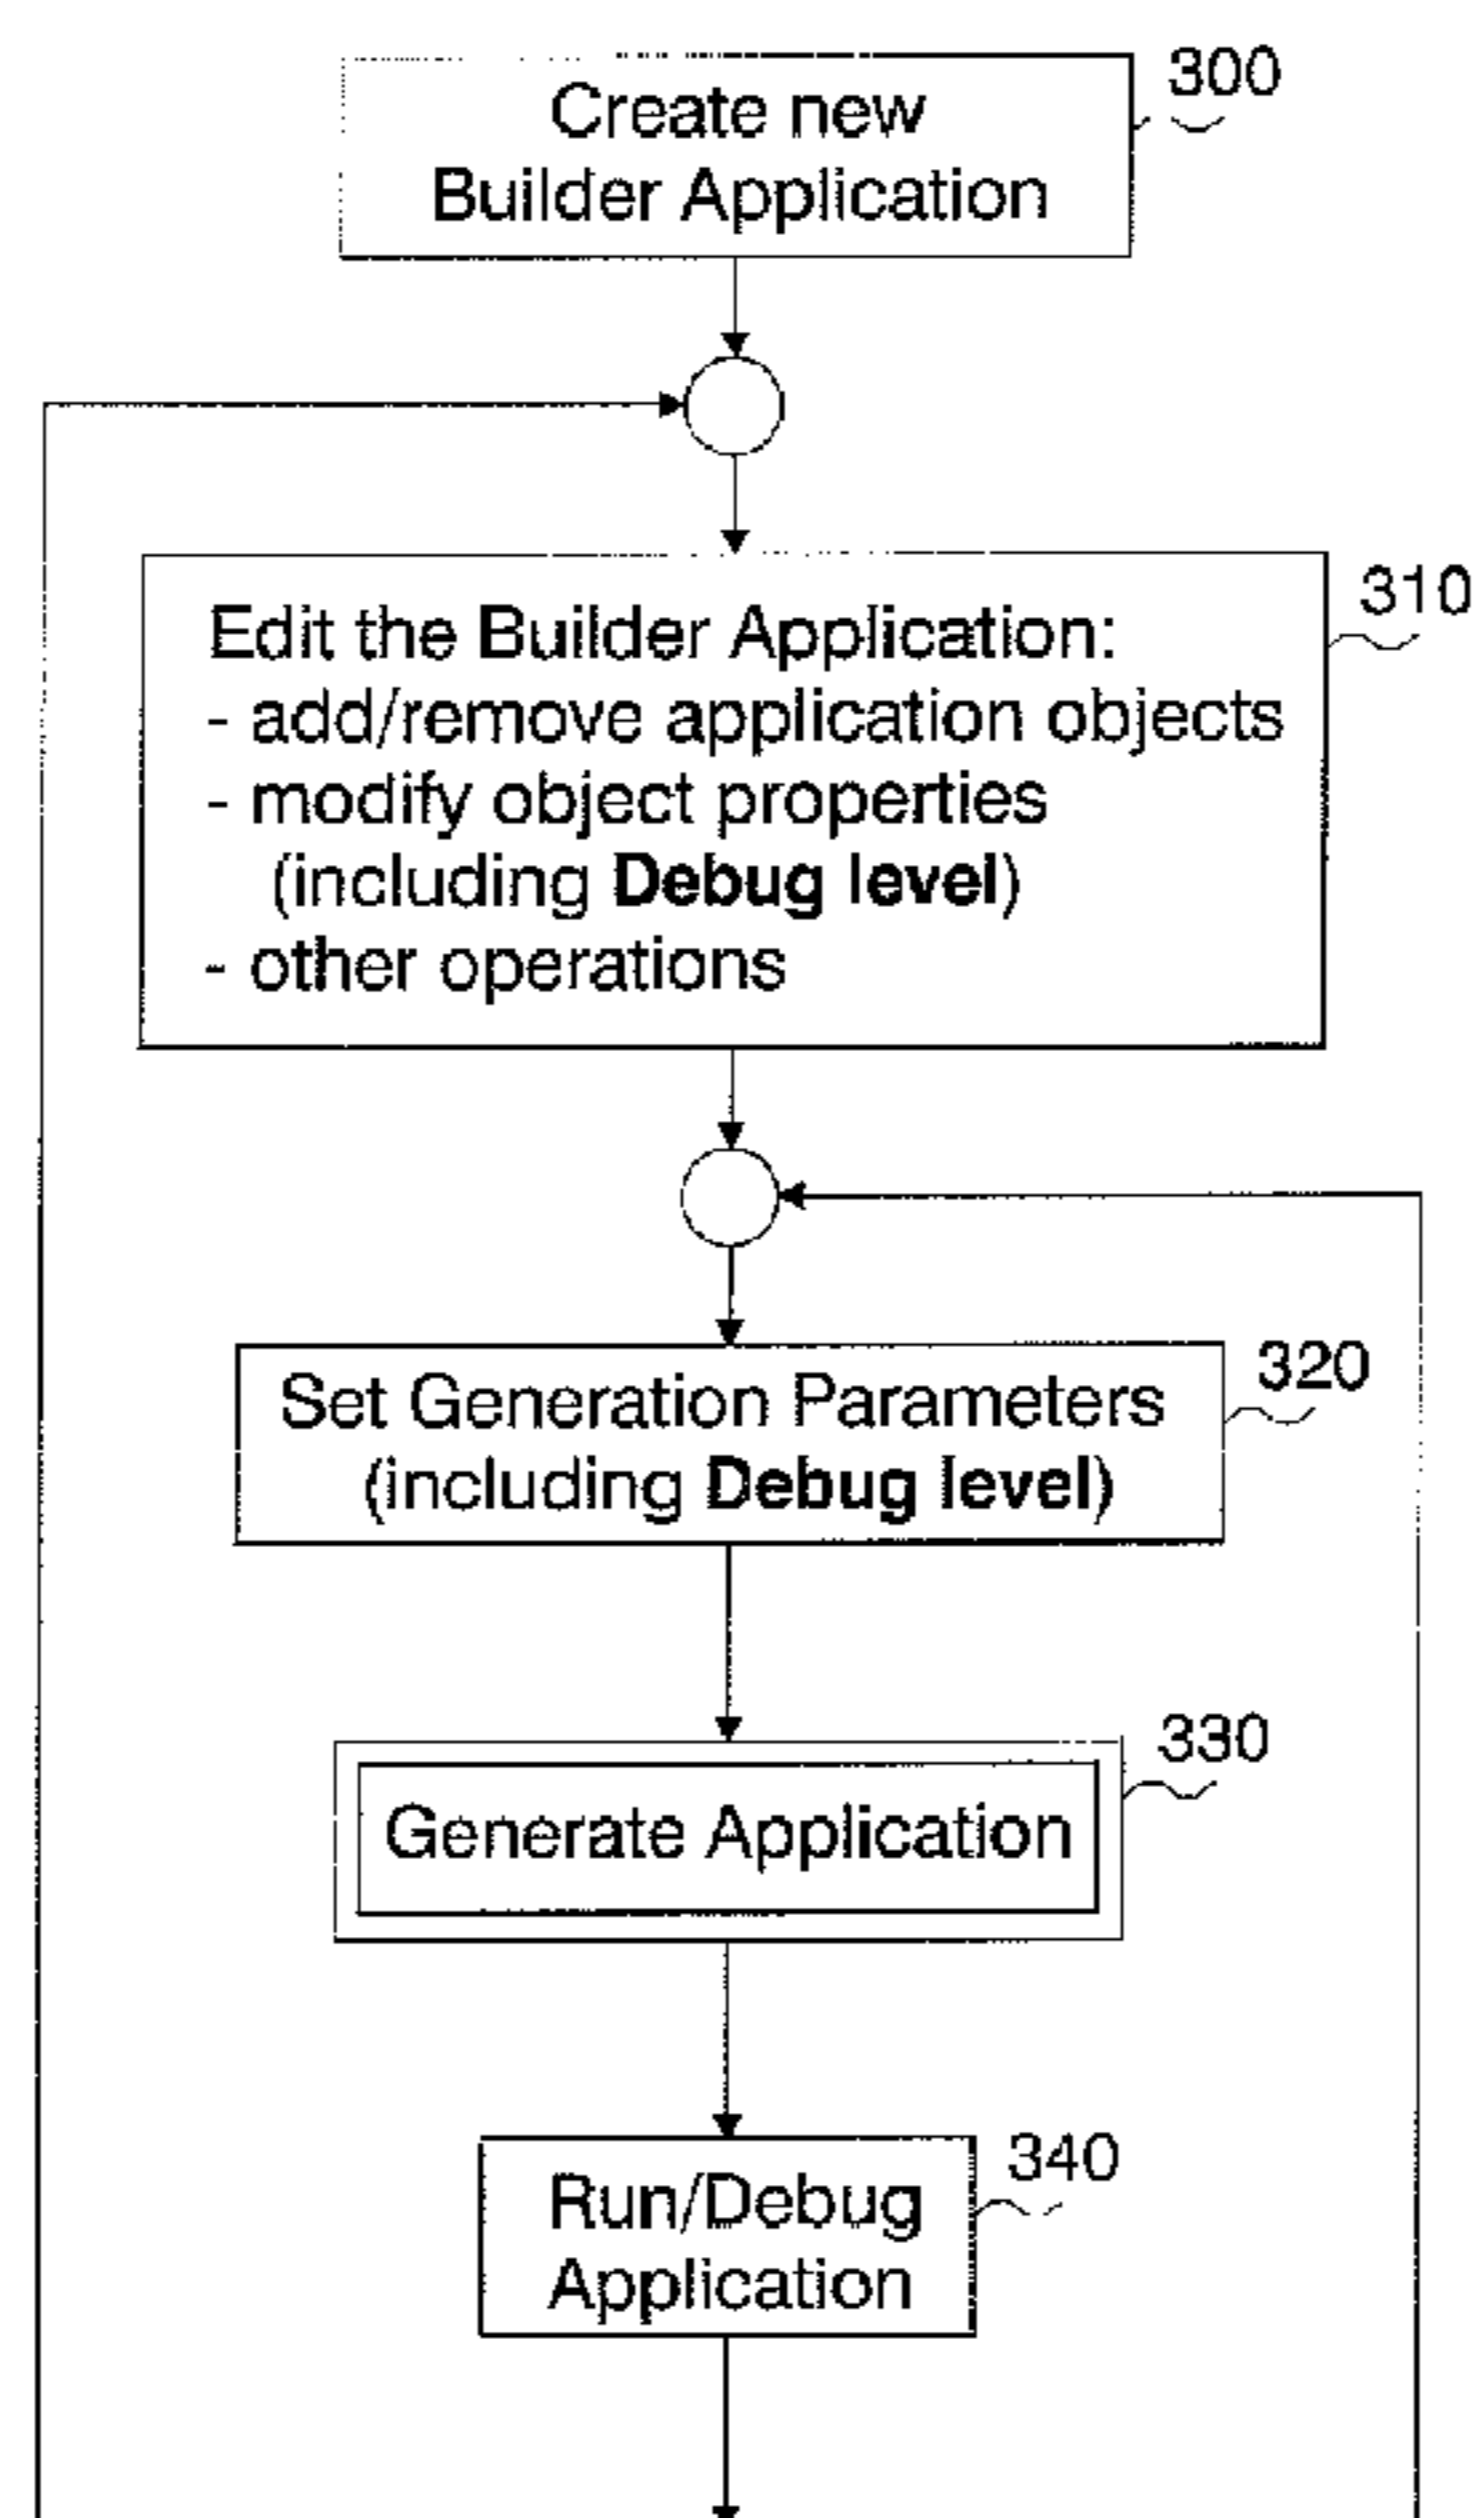 300
Create new
Builder Application
310
Edit the Builder Application:
- add/remove application objects
- modify object properties
(including Debug level)
- other operations
320
Set Generation Parameters
(including Debug level)
330
Generate Application
340
Run/Debug
Application